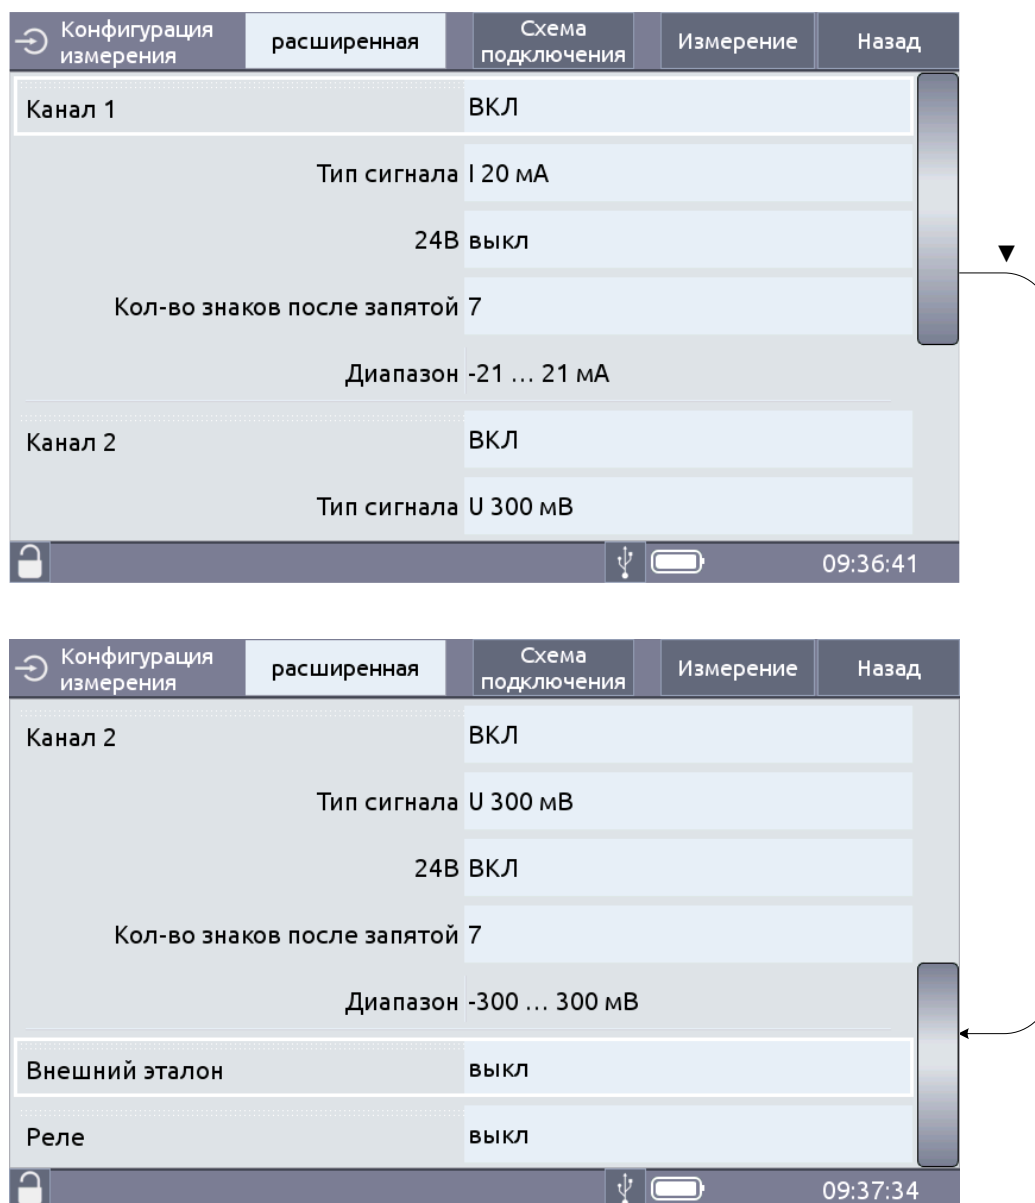 Конфигурация измерения
расширенная
Схема подключения
Измерение
Назад
Канал 1 ВКЛ
Тип сигнала I 20 мА
24В выкл
Кол-во знаков после запятой 7
Диапазон -21 … 21 мА
Канал 2 ВКЛ
Тип сигнала U 300 мВ
09:36:41
Конфигурация измерения
расширенная
Схема подключения
Измерение
Назад
Канал 2 ВКЛ
Тип сигнала U 300 мВ
24В ВКЛ
Кол-во знаков после запятой 7
Диапазон -300 … 300 мВ
Внешний эталон выкл
Реле выкл
09:37:34